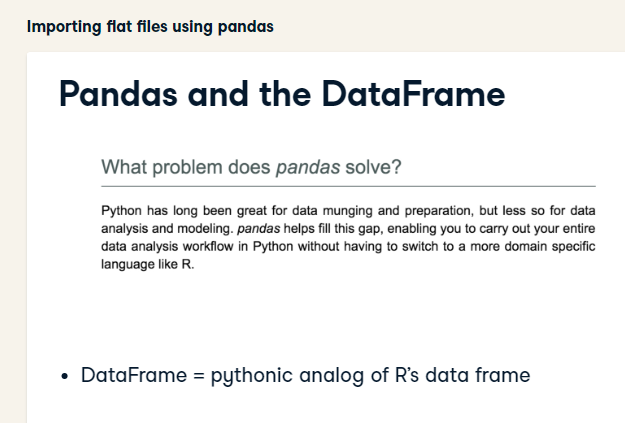 Importing flat files using pandas
Pandas and the DataFrame
What problem does pandas solve?
Python has long been great for data munging and preparation, but less so for data
analysis and modeling. pandas helps fill this gap, enabling you to carry out your entire
data analysis workflow in Python without having to switch to a more domain specific
language like R.
• DataFrame = pythonic analog of R’s data frame